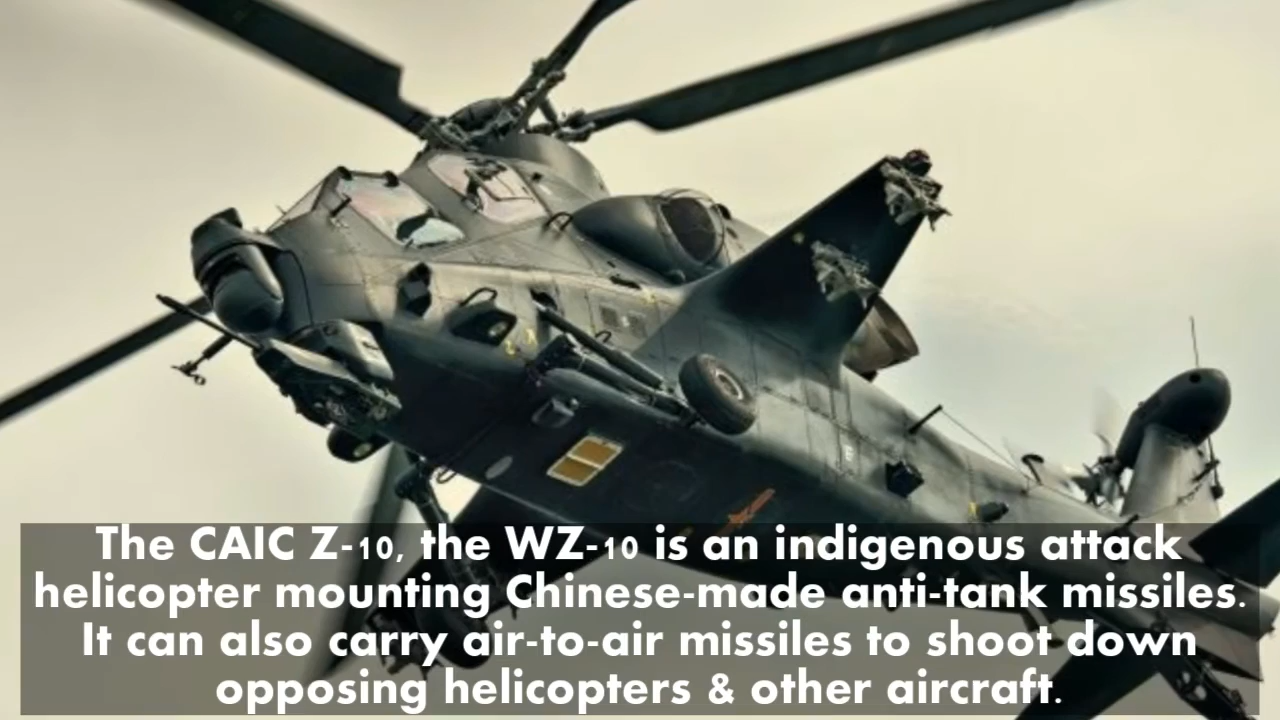 The CAIC Z-10, the WZ-10 is an indigenous attack
helicopter mounting Chinese-made anti-tank missiles.
It can also carry air-to-air missiles to shoot down
opposing helicopters & other aircraft.